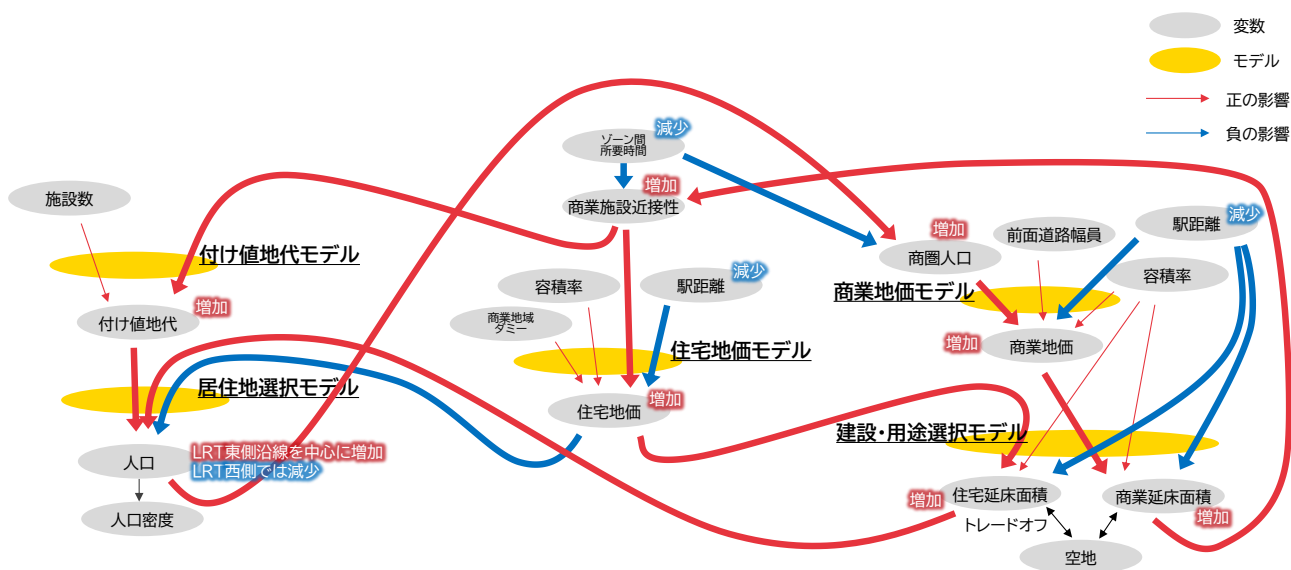 変数
モデル
正の影響
負の影響
ゾーン間
所要時間
減少
増加
商業施設近接性
施設数
付け値地代モデル
付け値地代
増加
居住地選択モデル
人口
LRT東側沿線を中心に増加
LRT西側では減少
人口密度
容積率
駅距離
減少
商業地域
ダミー
住宅地価モデル
住宅地価
増加
増加
商圏人口
前面道路幅員
駅距離
減少
容積率
商業地価モデル
増加
商業地価
建設・用途選択モデル
増加
住宅延床面積
商業延床面積
増加
トレードオフ
空地